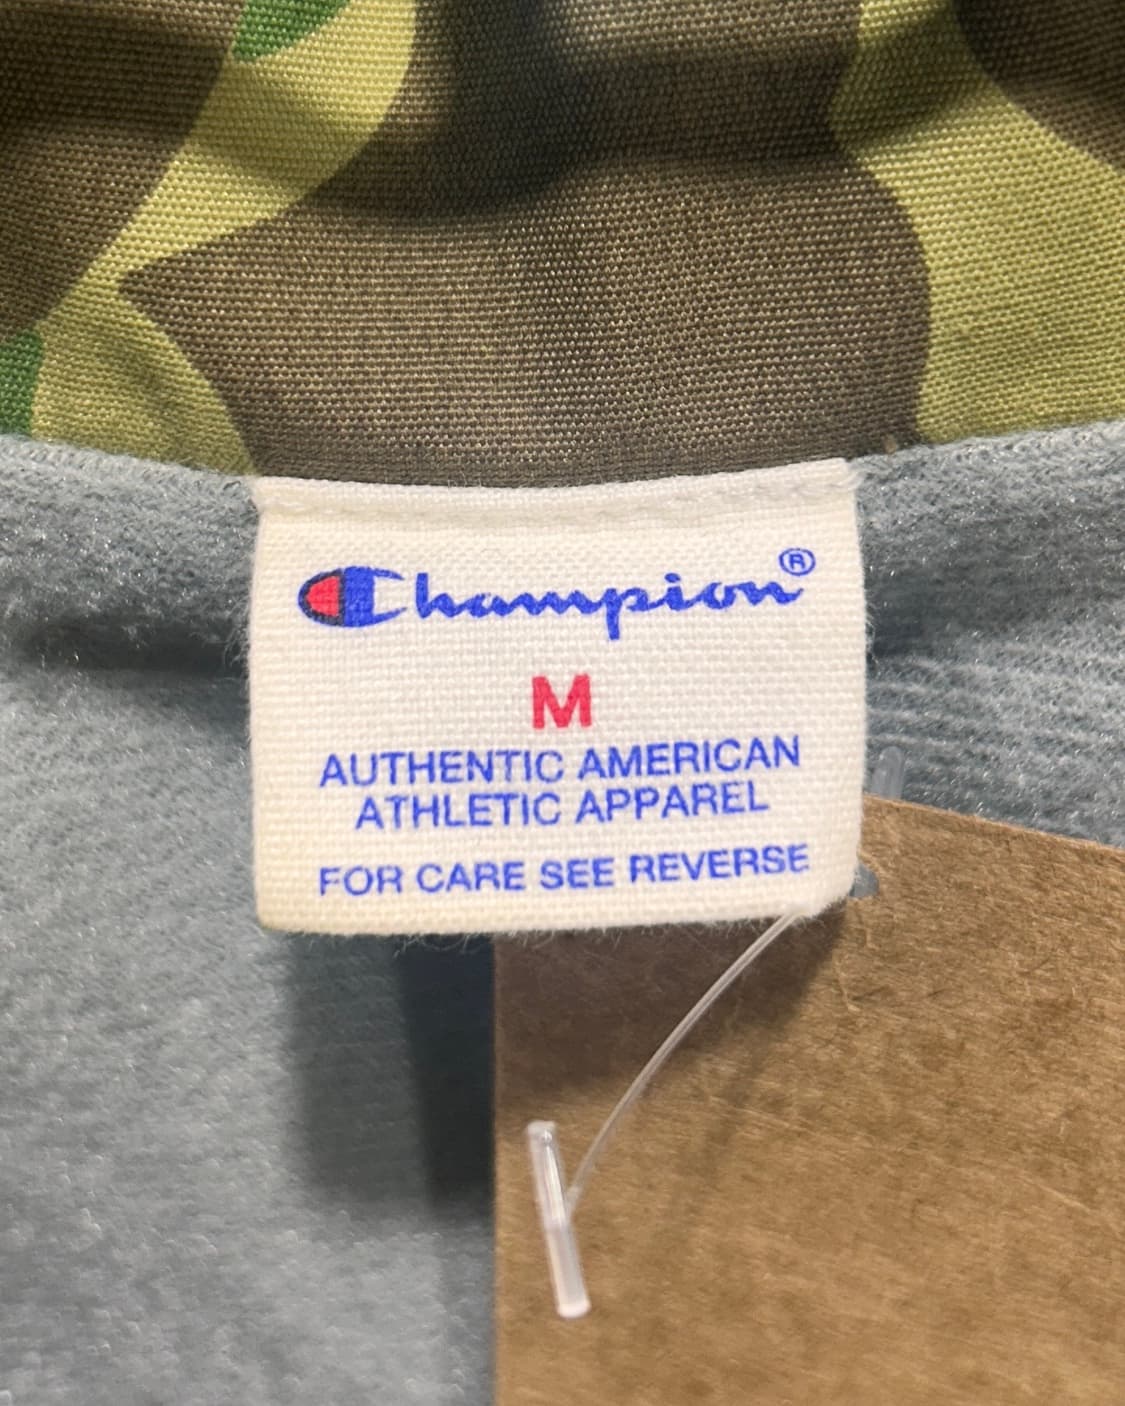 Champion®
M
AUTHENTIC AMERICAN
ATHLETIC APPAREL
FOR CARE SEE REVERSE